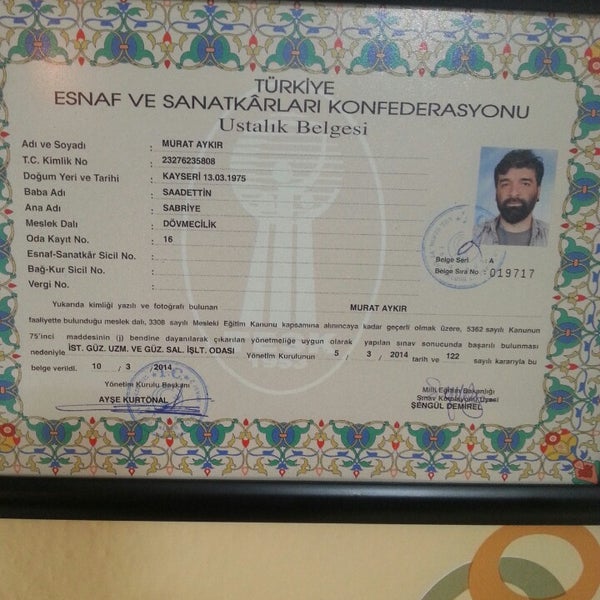 TÜRKİYE
ESNAF VE SANATKÂRLARI KONFEDERASYONU
Ustalık Belgesi
Adı ve Soyadı : MURAT AYKIR
T.C. Kimlik No : 23276235808
Doğum Yeri ve Tarihi : KAYSERİ 13.03.1975
Baba Adı : SAADETTİN
Ana Adı : SABRİYE
Meslek Dalı : DÖVMECİLİK
Oda Kayıt No. : 16
Esnaf-Sanatkâr Sicil No. :
Bağ-Kur Sicil No. :
Vergi No. :
Belge Seri A
Belge Sıra No : 019717
Yukarıda kimliği yazılı ve fotoğrafı bulunan MURAT AYKIR
faaliyette bulunduğu meslek dalı, 3308 sayılı Mesleki Eğitim Kanunu kapsamına alınıncaya kadar geçerli olmak üzere, 5362 sayılı Kanunun
75'inci maddesinin (j) bendine dayanılarak çıkarılan yönetmeliğe uygun olarak yapılan sınav sonucunda başarılı bulunması
nedeniyle İST. GÜZ. UZM. VE GÜZ. SAL. İŞLT. ODASI Yönetim Kurulunun 5 / 3 / 2014 tarih ve 122 sayılı kararıyla bu
belge verildi. 10 / 3 / 2014
Yönetim Kurulu Başkanı
AYŞE KURTÖNAL
Milli Eğitim Bakanlığı
Sınav Komisyonu Üyesi
ŞENGÜL DEMİREL